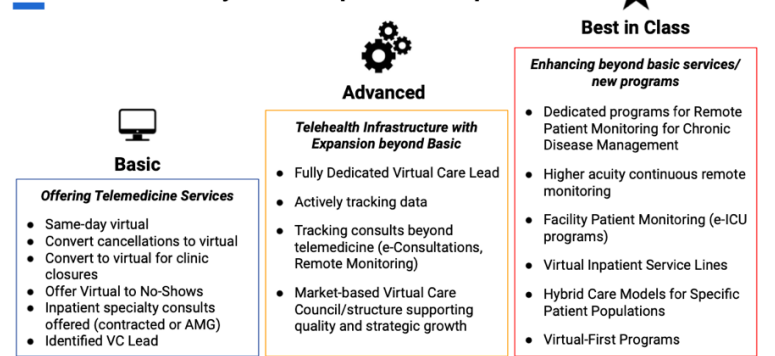 Best in Class
Enhancing beyond basic services/
new programs
● Dedicated programs for Remote
Patient Monitoring for Chronic
Disease Management
● Higher acuity continuous remote
monitoring
● Facility Patient Monitoring (e-ICU
programs)
● Virtual Inpatient Service Lines
● Hybrid Care Models for Specific
Patient Populations
● Virtual-First Programs
Advanced
Telehealth Infrastructure with
Expansion beyond Basic
● Fully Dedicated Virtual Care Lead
● Actively tracking data
● Tracking consults beyond
telemedicine (e-Consultations,
Remote Monitoring)
● Market-based Virtual Care
Council/structure supporting
quality and strategic growth
Basic
Offering Telemedicine Services
● Same-day virtual
● Convert cancellations to virtual
● Convert to virtual for clinic
closures
● Offer Virtual to No-Shows
● Inpatient specialty consults
offered (contracted or AMG)
● Identified VC Lead